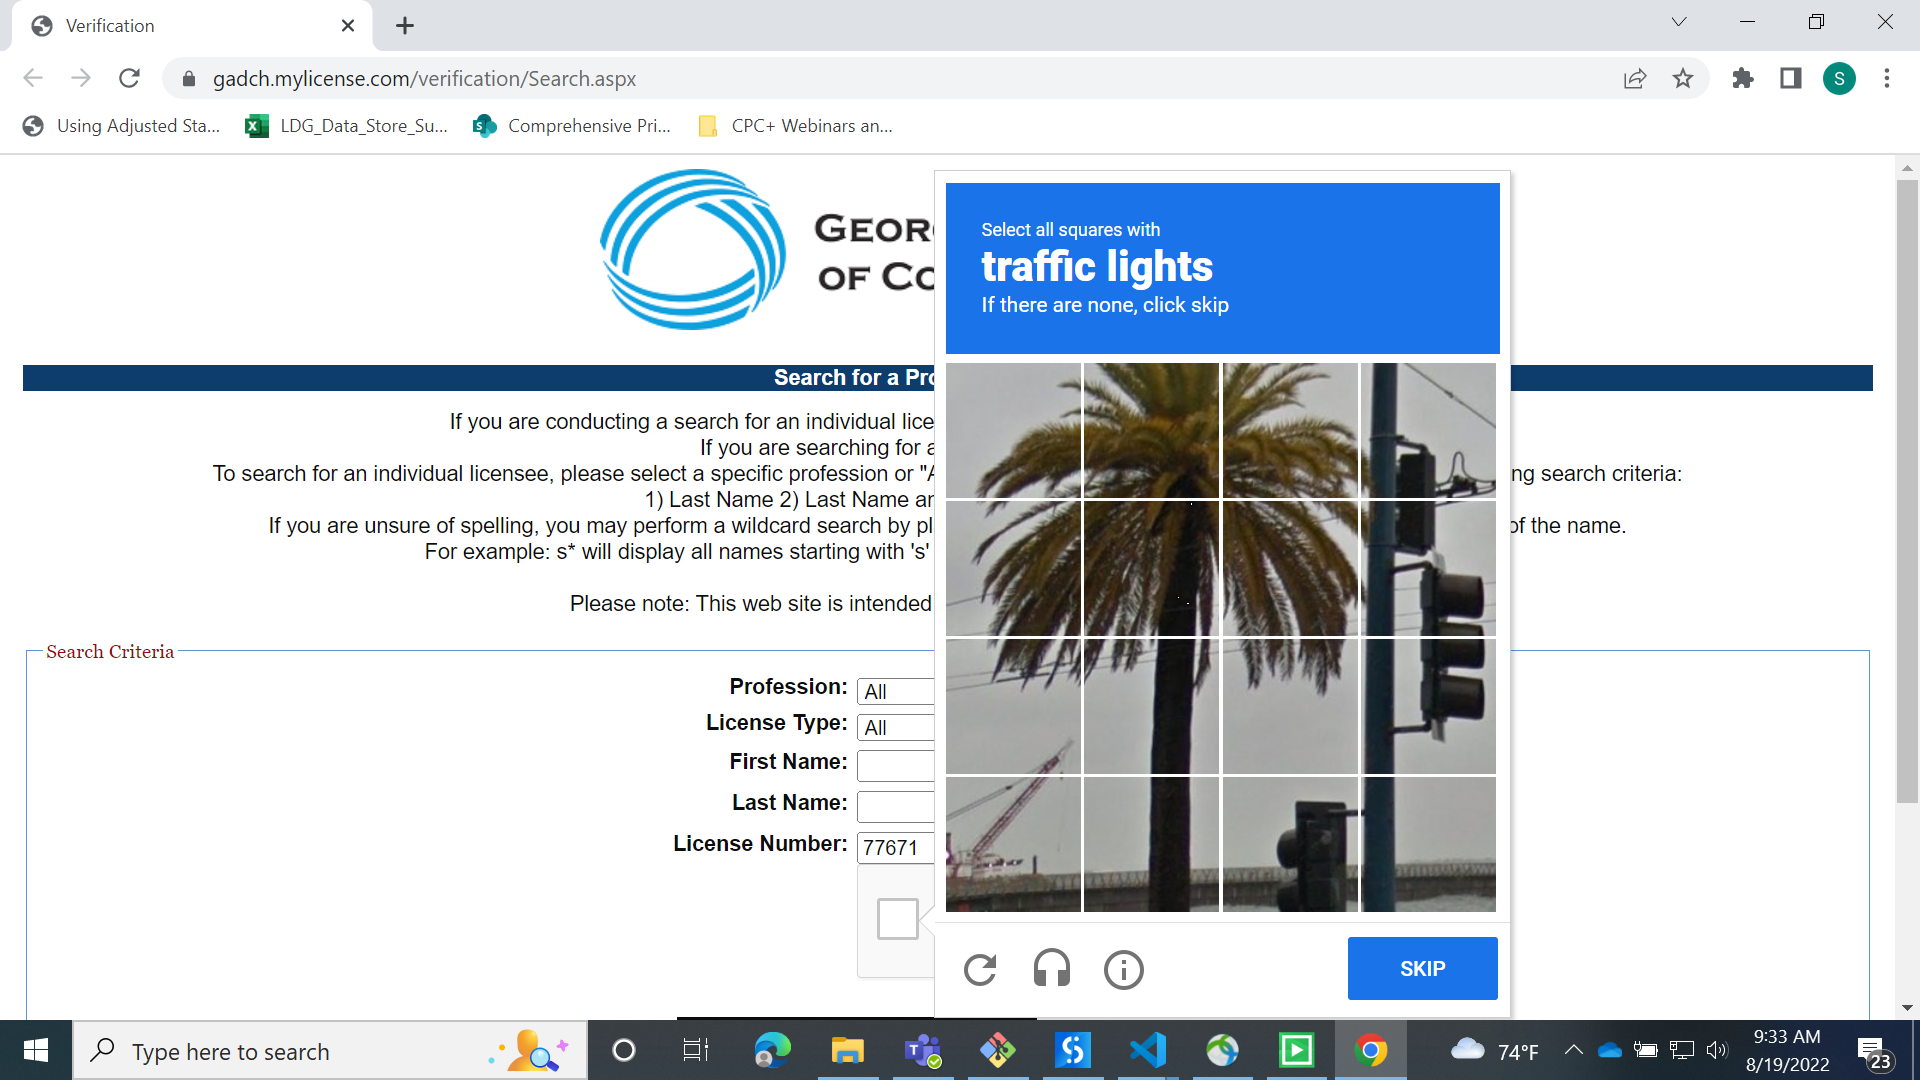 Verification
gadch.mylicense.com/verification/Search.aspx
S
Using Adjusted Sta...
LDG_Data_Store_Su...
Comprehensive Pri...
CPC+ Webinars an...
GEOR
OF CO
Select all squares with
traffic lights
If there are none, click skip
Search for a Pro
If you are conducting a search for an individual lice
If you are searching for a
To search for an individual licensee, please select a specific profession or "A
ng search criteria:
1) Last Name 2) Last Name an
If you are unsure of spelling, you may perform a wildcard search by pl
of the name.
For example: s* will display all names starting with 's'
Please note: This web site is intended
Search Criteria
Profession: All
License Type: All
First Name:
Last Name:
License Number: 77671
SKIP
Type here to search
74°F
9:33 AM
8/19/2022
23